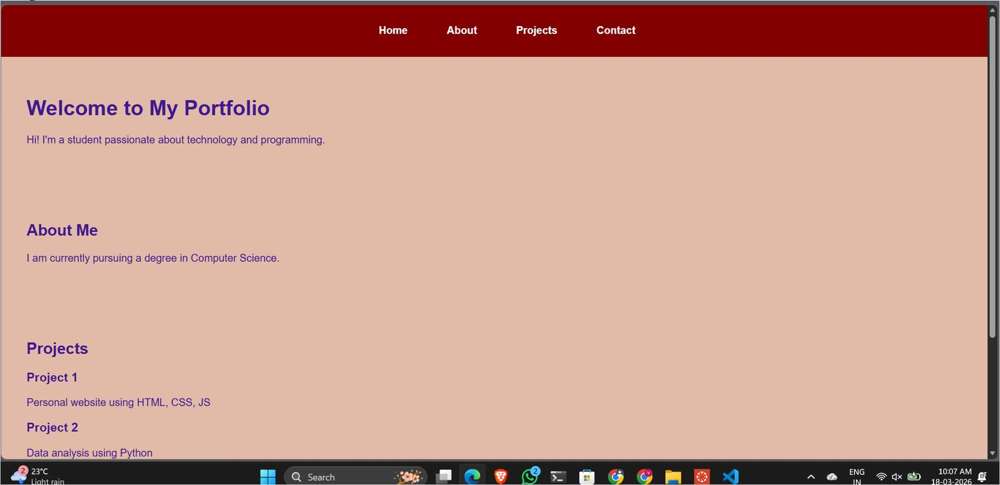 Home About Projects Contact
Welcome to My Portfolio
Hi! I'm a student passionate about technology and programming.
About Me
I am currently pursuing a degree in Computer Science.
Projects
Project 1
Personal website using HTML, CSS, JS
Project 2
Data analysis using Python
2
23°C
Light rain
Search
2
V
ENG
IN
10:07 AM
18-03-2026